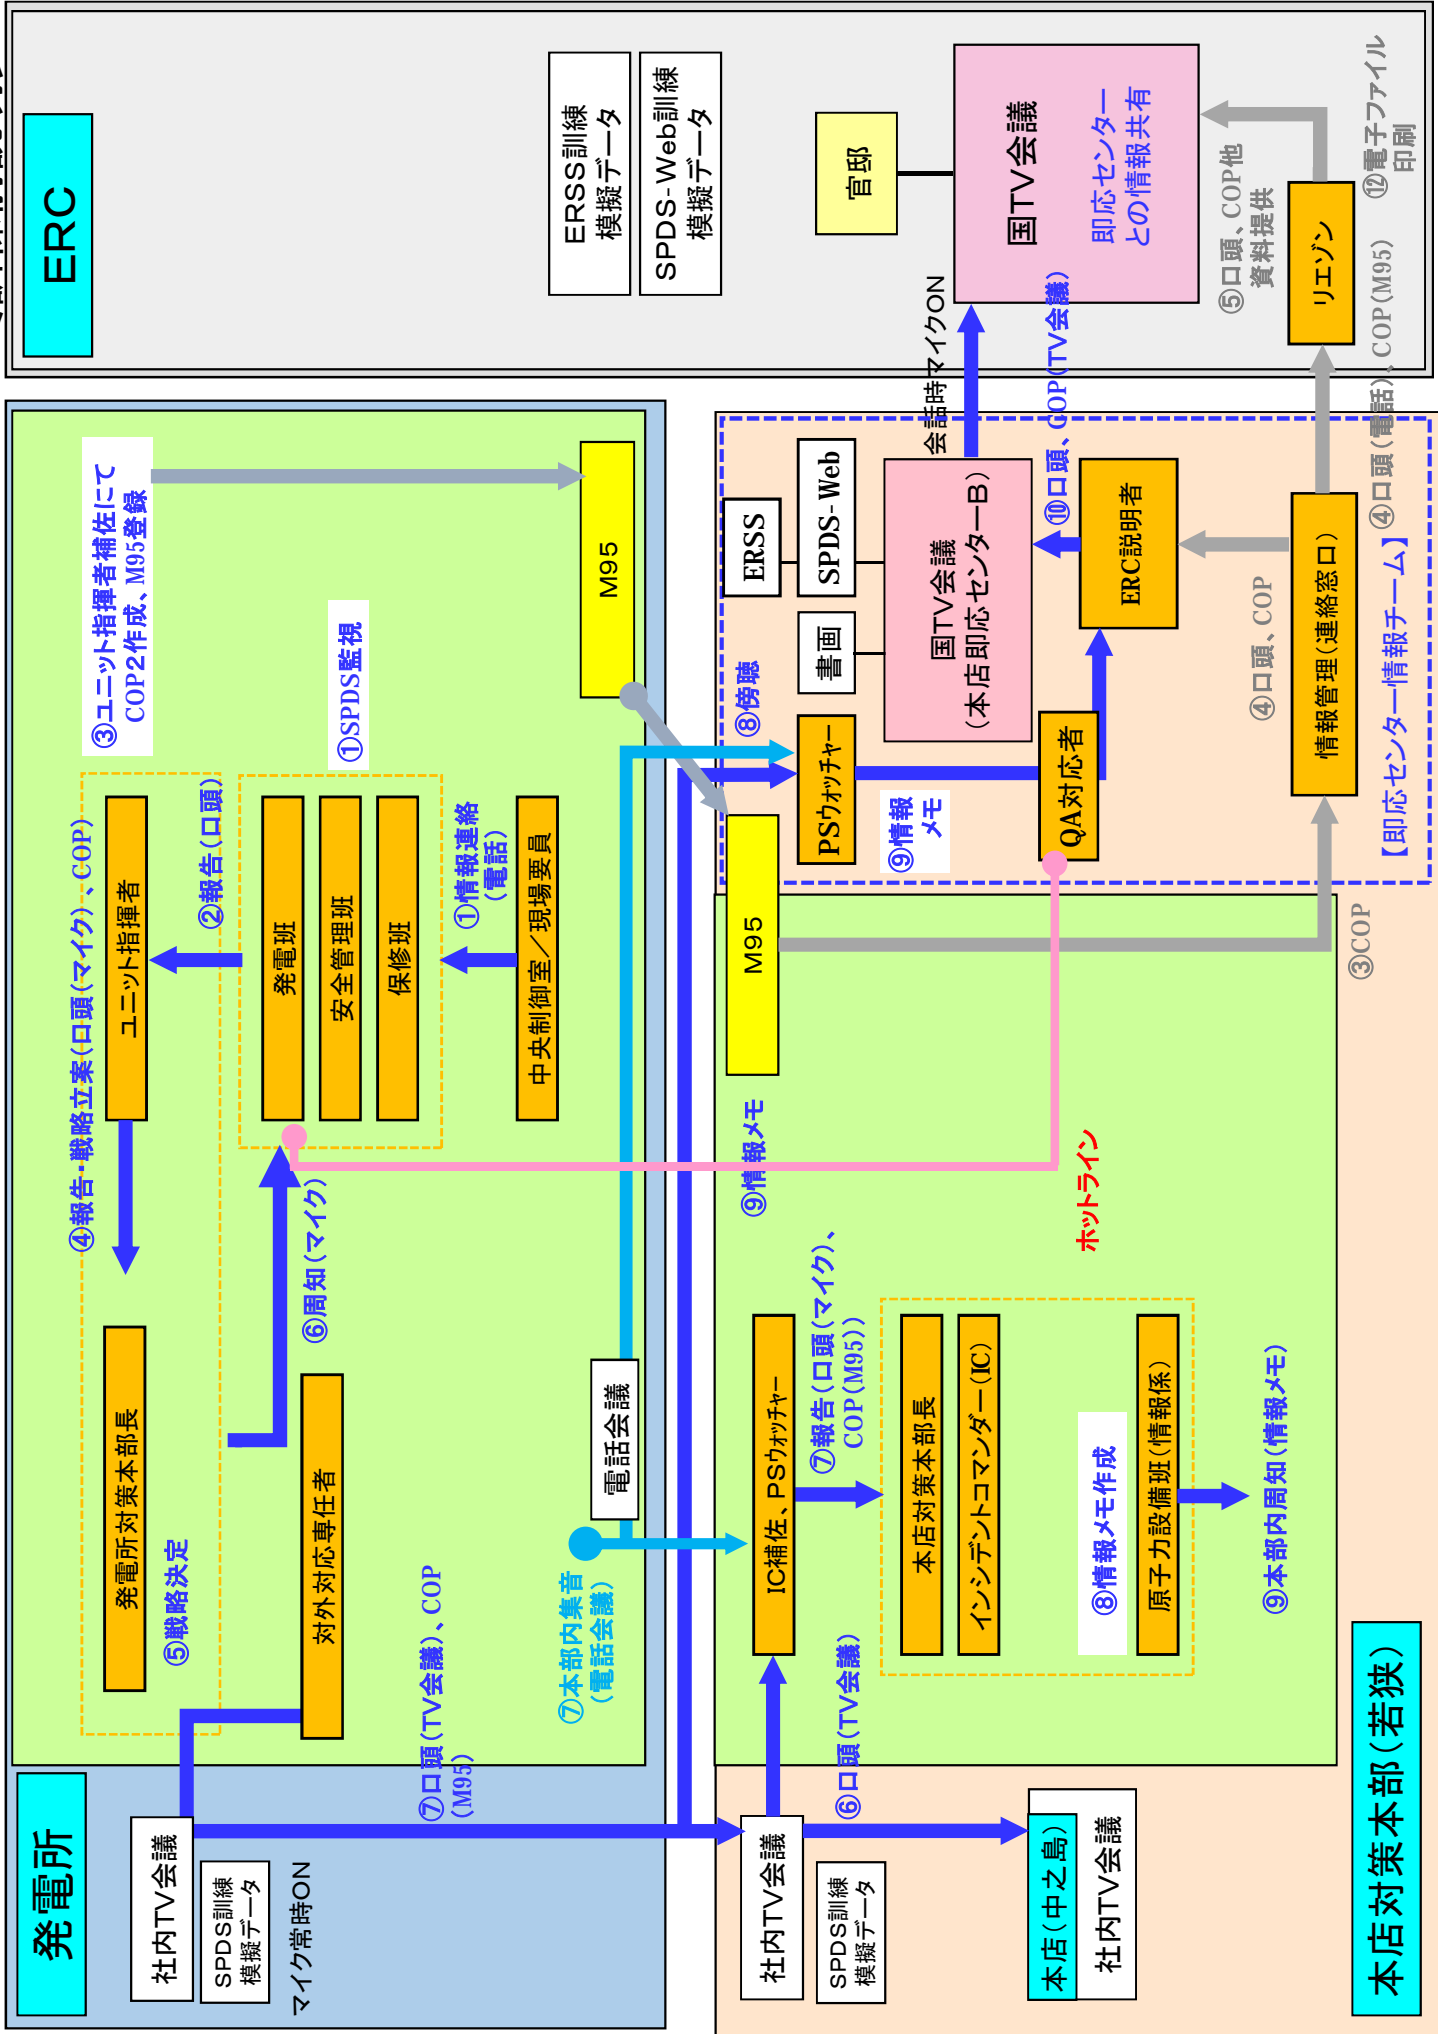 発電所
社内TV会議
SPDS訓練
模擬データ
マイク常時ON
⑤戦略決定
発電所対策本部長
対外対応専任者
⑦口頭(TV会議)、COP
(M95)
⑦本部内集音
(電話会議)
電話会議
④報告・戦略立案(口頭(マイク)、COP)
⑥周知(マイク)
ユニット指揮者
②報告(口頭)
発電班
安全管理班
保修班
①情報連絡
(電話)
中央制御室/現場要員
①SPDS監視
③ユニット指揮者補佐にて
COP2作成、M95登録
M95
ERC
ERSS訓練
模擬データ
SPDS-Web訓練
模擬データ
官邸
国TV会議
即応センター
との情報共有
⑤口頭、COP他
資料提供
リエゾン
⑫電子ファイル
印刷
会話時マイクON
⑩口頭、COP(TV会議)
④口頭(電話)、COP(M95)
本店対策本部(若狭)
社内TV会議
SPDS訓練
模擬データ
⑥口頭(TV会議)
本店(中之島)
社内TV会議
IC補佐、PSウォッチャー
⑦報告(口頭(マイク)、
COP(M95))
本店対策本部長
インシデントコマンダー(IC)
⑧情報メモ作成
原子力設備班(情報係)
⑨本部内周知(情報メモ)
⑨情報メモ
ホットライン
M95
③COP
⑧傍聴
PSウォッチャー
⑨情報
メモ
QA対応者
書画
ERSS
SPDS-Web
国TV会議
(本店即応センターB)
ERC説明者
④口頭、COP
情報管理(連絡窓口)
【即応センター情報チーム】